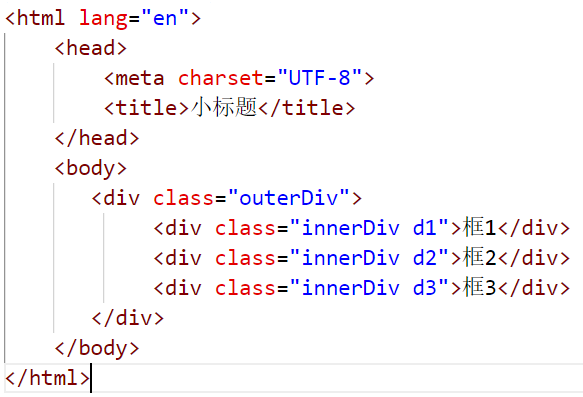 <html lang="en">
<head>
<meta charset="UTF-8">
<title>小标题</title>
</head>
<body>
<div class="outerDiv">
<div class="innerDiv d1">框1</div>
<div class="innerDiv d2">框2</div>
<div class="innerDiv d3">框3</div>
</div>
</body>
</html>